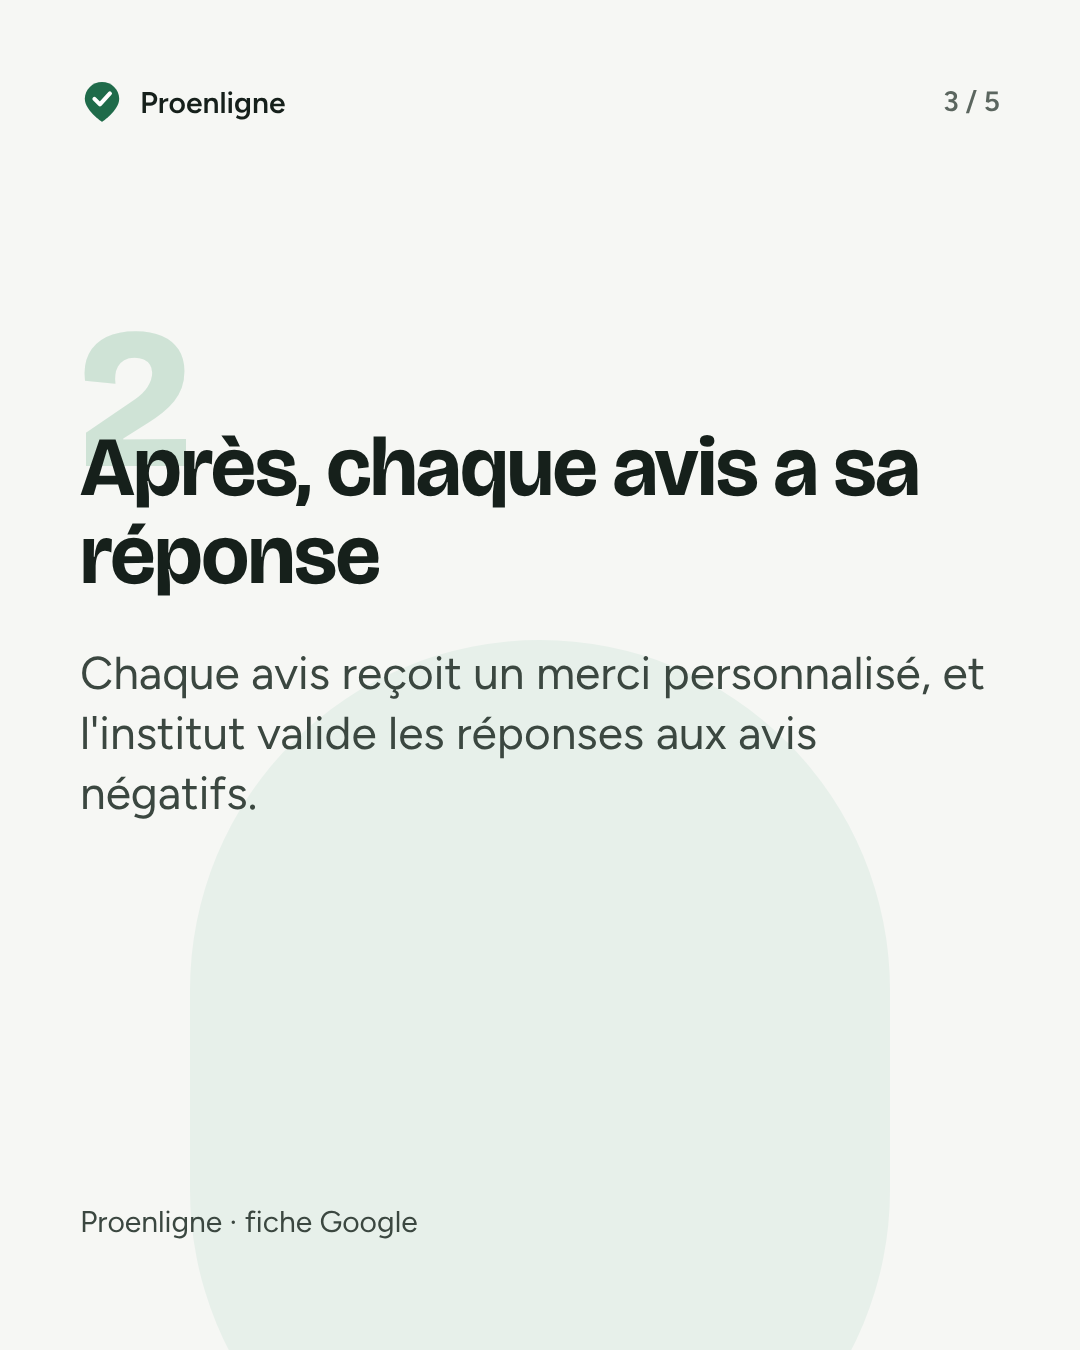 Proenligne
3 / 5
2
Après, chaque avis a sa
réponse
Chaque avis reçoit un merci personnalisé, et
l'institut valide les réponses aux avis
négatifs.
Proenligne · fiche Google